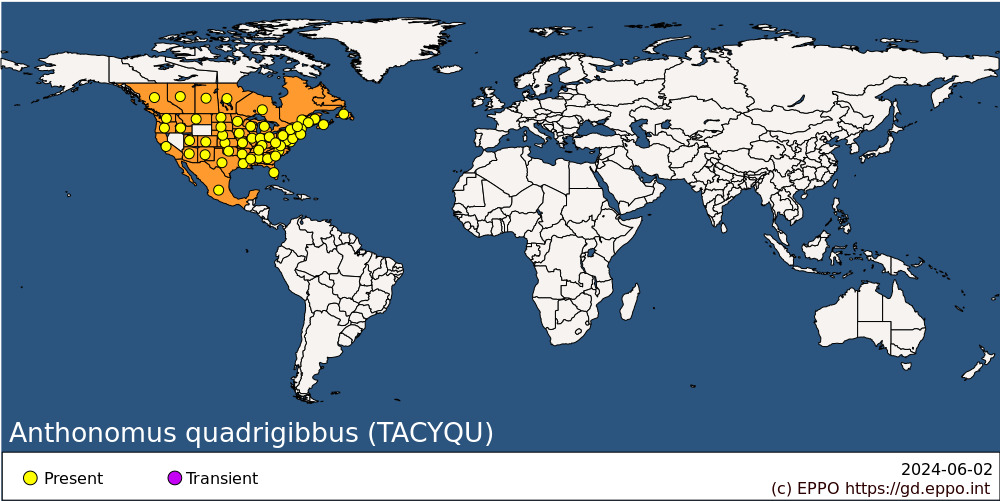 Anthonomus quadrigibbus (TACYQU)
Present
Transient
2024-06-02
(c) EPPO https://gd.eppo.int